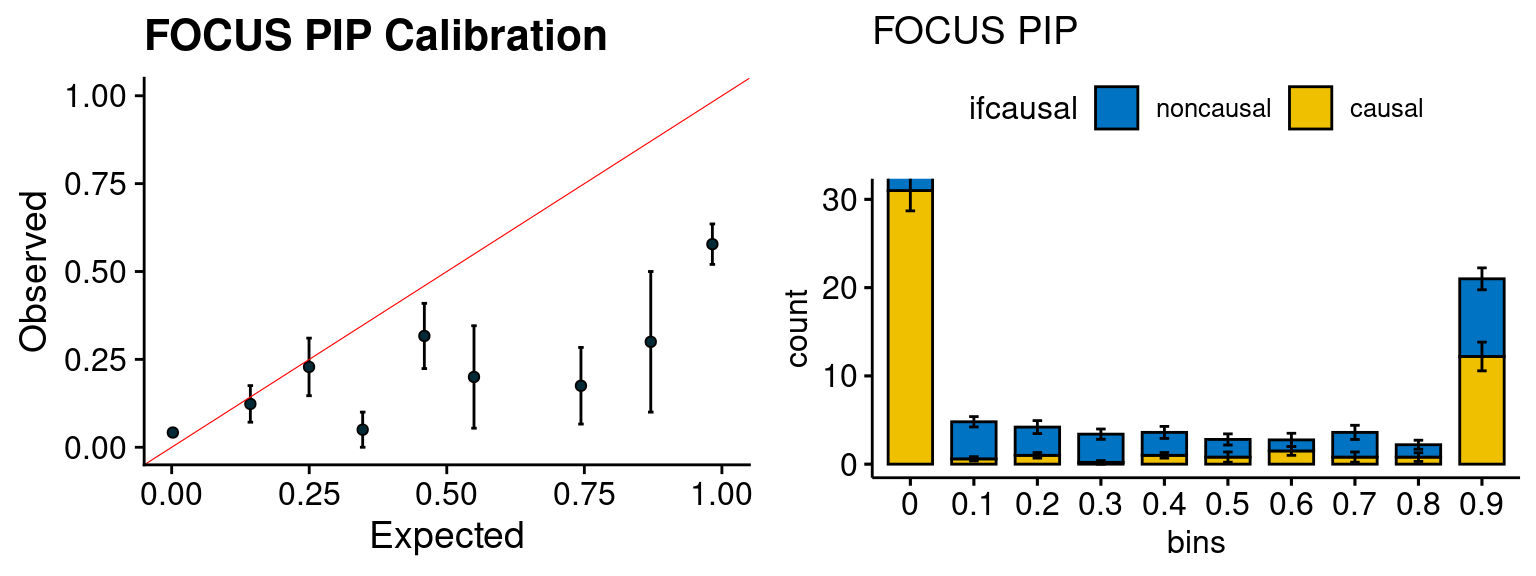 FOCUS PIP Calibration
1.00
0.75
0.50
0.25
0.00
Observed
0.00 0.25 0.50 0.75 1.00
Expected
FOCUS PIP
ifcausal noncausal causal
30
20
10
0
count
0 0.1 0.2 0.3 0.4 0.5 0.6 0.7 0.8 0.9
bins